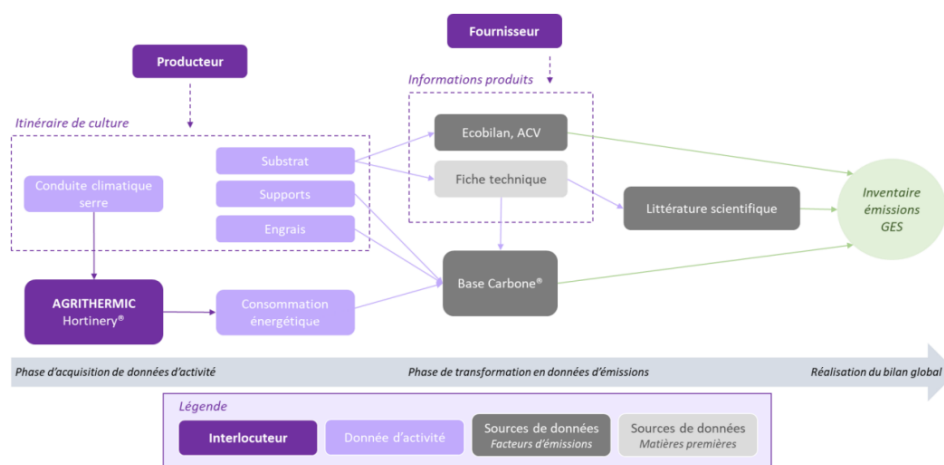 Fournisseur
Producteur
Informations produits
Itinéraire de culture
Ecobilan, ACV
Substrat
Conduite climatique
serre
Fiche technique
Supports
Littérature scientifique
Inventaire
émissions
GES
Engrais
AGRITHERMIC
Hortinery®
Consommation
énergétique
Base Carbone®
Phase d'acquisition de données d'activité
Phase de transformation en données d'émissions
Réalisation du bilan global
Légende
Interlocuteur
Donnée d'activité
Sources de données
Facteurs d'émissions
Sources de données
Matières premières